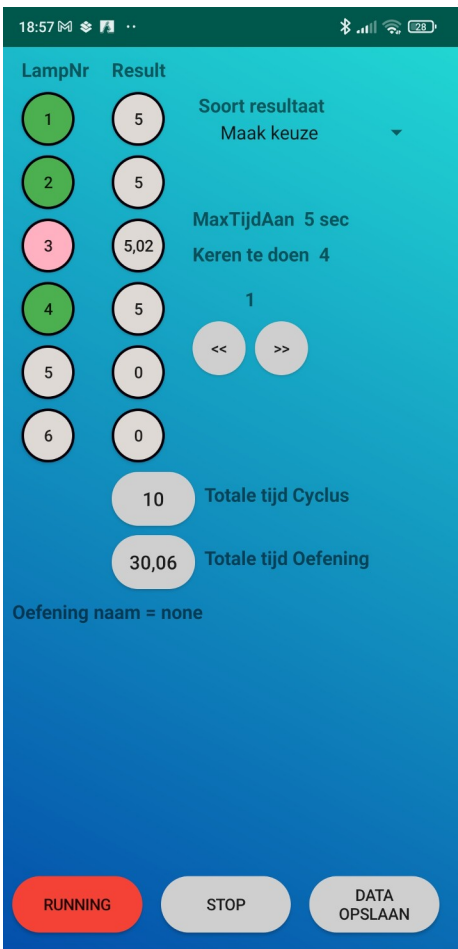 18:57 28
LampNr Result
Soort resultaat
1 5 Maak keuze
2 5
MaxTijdAan 5 sec
3 5,02 Keren te doen 4
4 5 1
<< >>
5 0
6 0
10 Totale tijd Cyclus
30,06 Totale tijd Oefening
Oefening naam = none
RUNNING STOP DATA
OPSLAAN